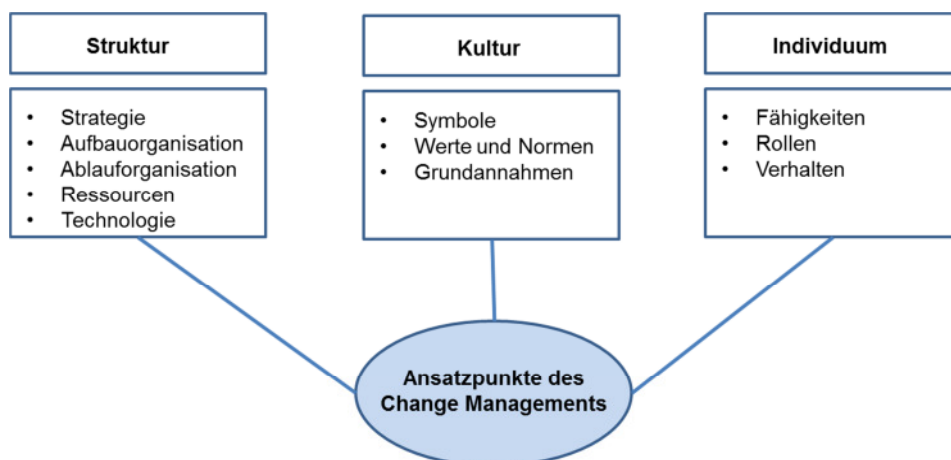 Struktur
Kultur
Individuum
• Strategie
• Aufbauorganisation
• Ablauforganisation
• Ressourcen
• Technologie
• Symbole
• Werte und Normen
• Grundannahmen
• Fähigkeiten
• Rollen
• Verhalten
Ansatzpunkte des
Change Managements